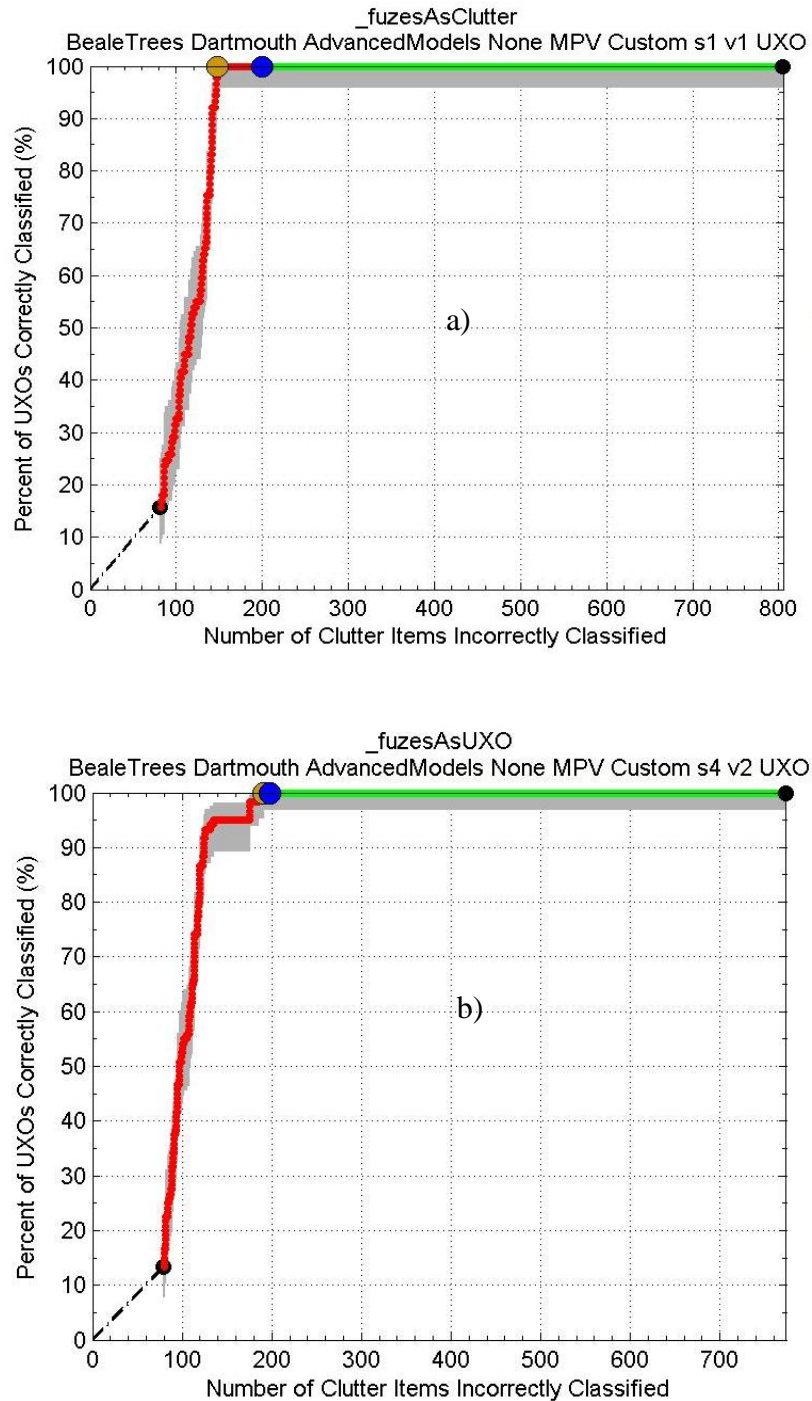 _fuzesAsClutter
BealeTrees Dartmouth AdvancedModels None MPV Custom s1 v1 UXO
100
90
80
70
60
50
40
30
20
10
0
Percent of UXOs Correctly Classified (%)
a)
0 100 200 300 400 500 600 700 800
Number of Clutter Items Incorrectly Classified
_fuzesAsUXO
BealeTrees Dartmouth AdvancedModels None MPV Custom s4 v2 UXO
100
90
80
70
60
50
40
30
20
10
0
Percent of UXOs Correctly Classified (%)
b)
0 100 200 300 400 500 600 700
Number of Clutter Items Incorrectly Classified